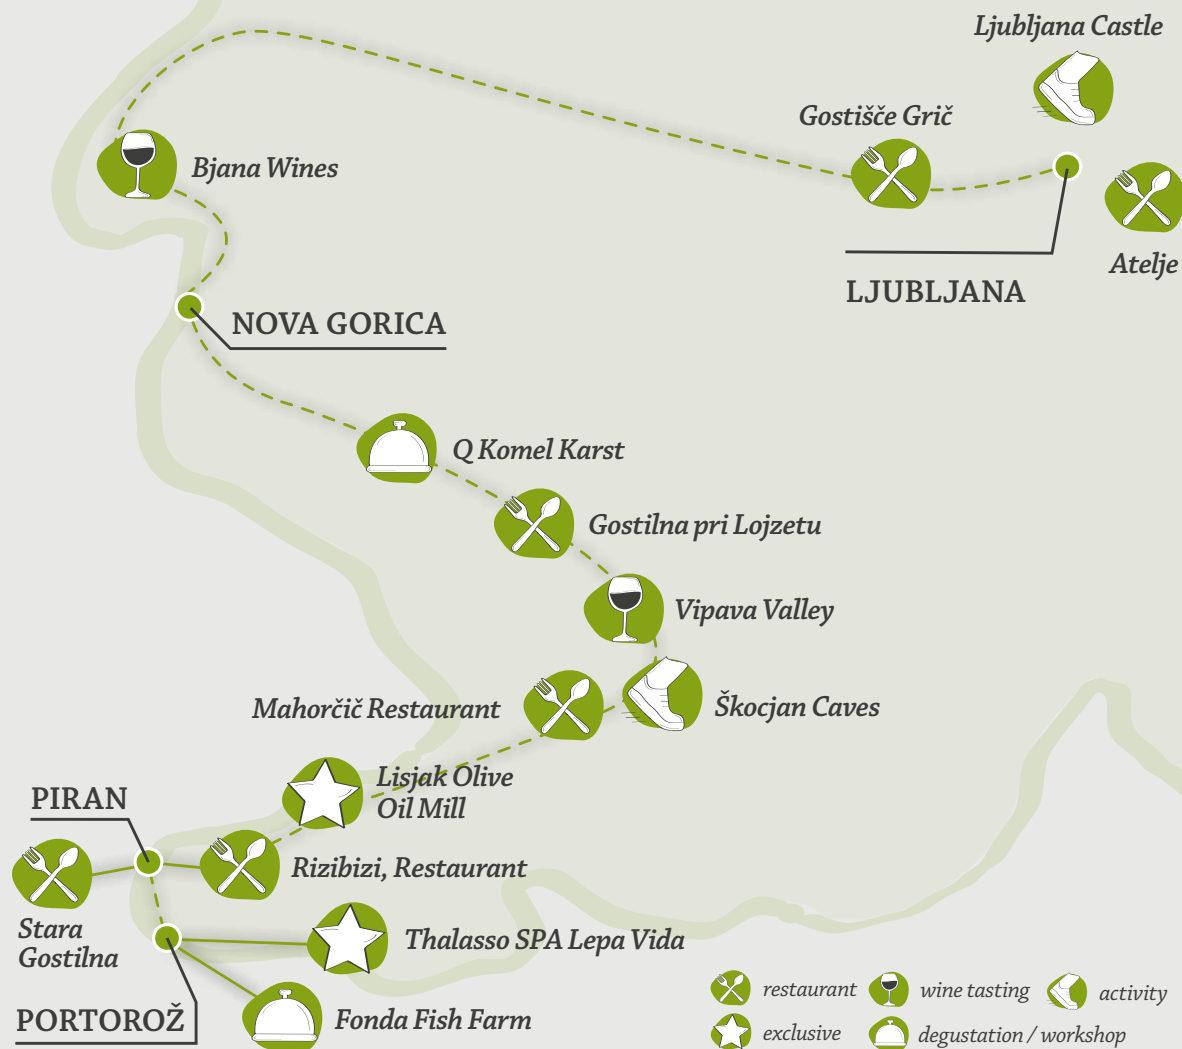 Ljubljana Castle
Gostišče Grič
Bjana Wines
Atelje
LJUBLJANA
NOVA GORICA
Q Komel Karst
Gostilna pri Lojzetu
Vipava Valley
Mahorčič Restaurant
Škocjan Caves
Lisjak Olive
Oil Mill
PIRAN
Rizibizi, Restaurant
Stara
Gostilna
Thalasso SPA Lepa Vida
PORTOROŽ
Fonda Fish Farm
restaurant
wine tasting
activity
exclusive
degustation / workshop